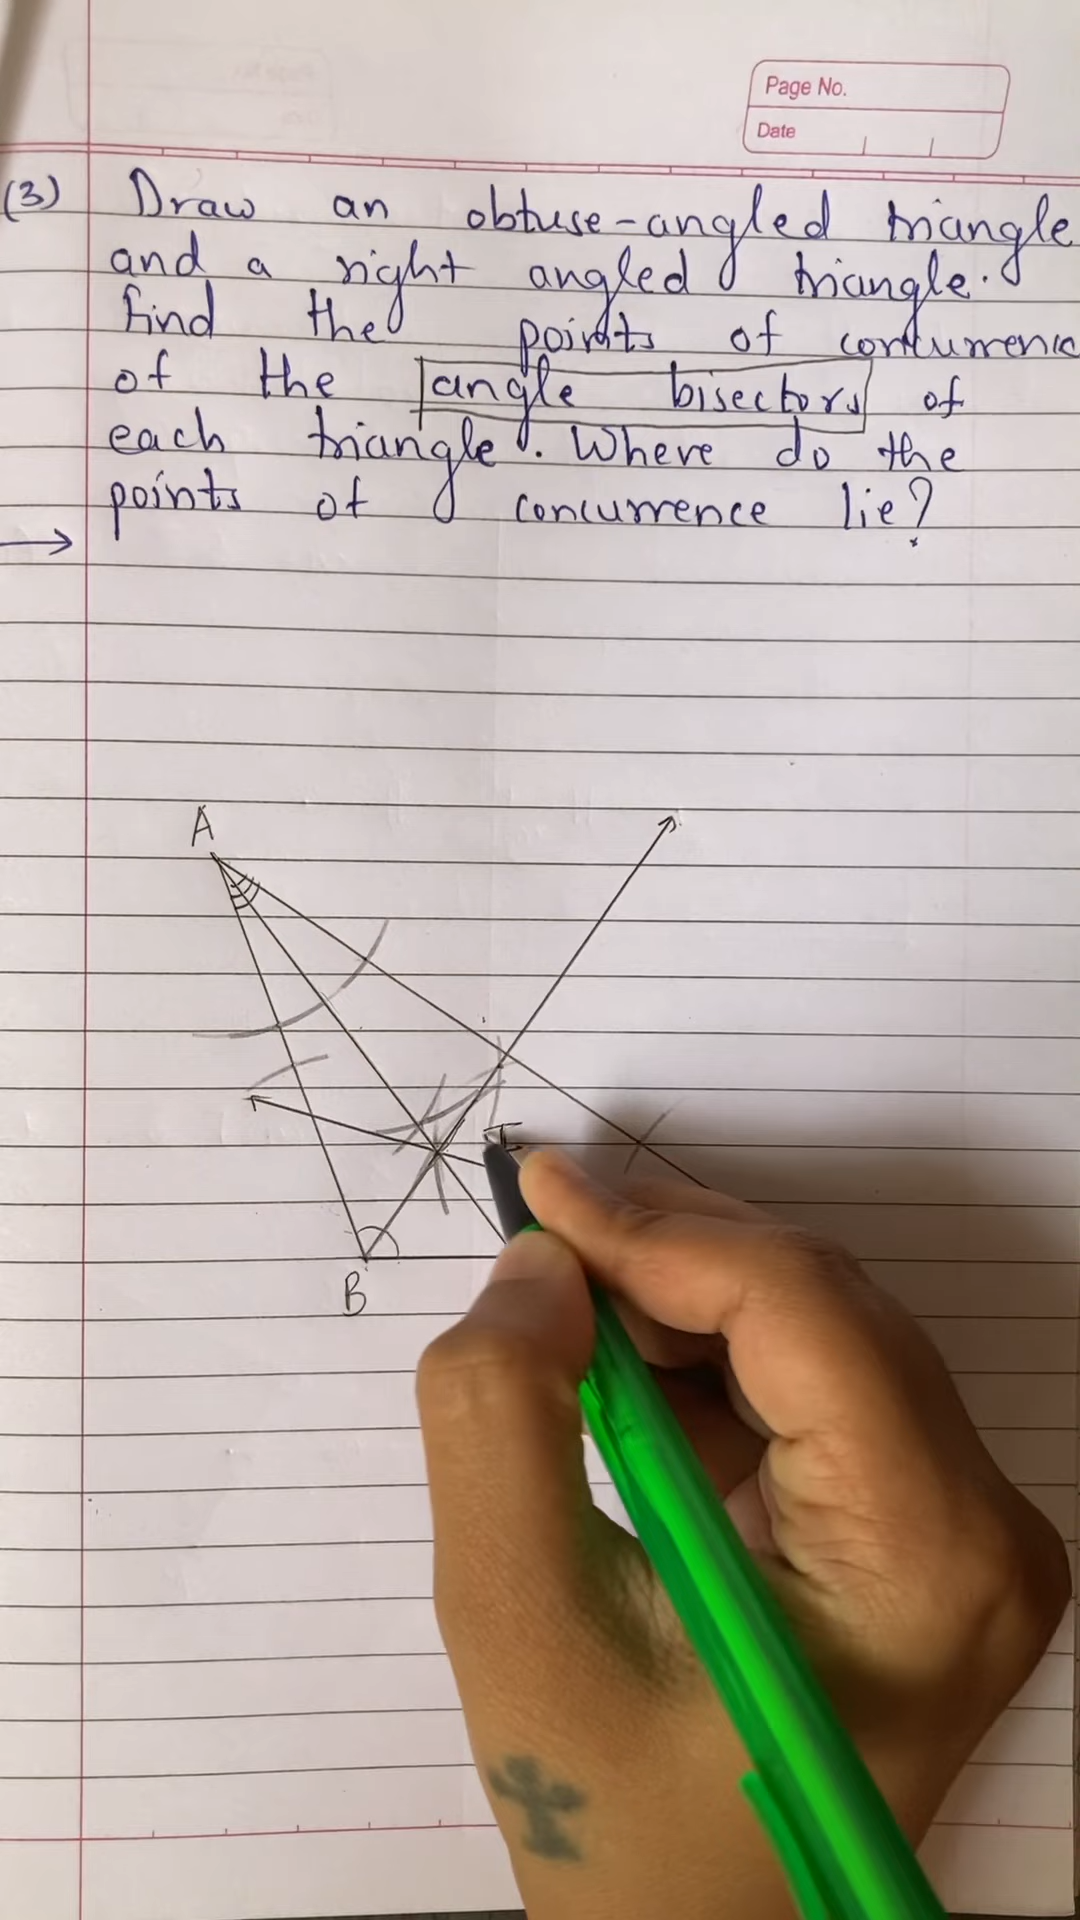 Page No.
Date
(3) Draw an obtuse-angled triangle
and a right angled triangle.
Find the points of concurrence
of the angle bisectors of
each triangle. Where do the
points of concurrence lie?
A
I
B